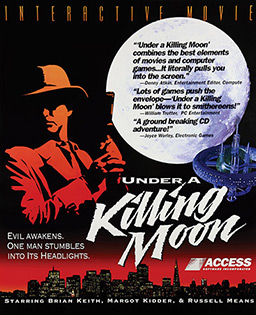 INTERACTIVE MOVIE
"'Under a Killing Moon'
combines the best elements
of movies and computer
games...It literally pulls you
into the screen."
—Denny Atkin, Entertainment Editor, Compute
"Lots of games push the
envelope—'Under a Killing
Moon' blows it to smithereens!"
—William Trotter, PC Entertainment
"A ground breaking CD
adventure!"
—Joyce Worley, Electronic Games
UNDER A
Killing
Moon
EVIL AWAKENS.
ONE MAN STUMBLES
INTO ITS HEADLIGHTS.
ACCESS
SOFTWARE INCORPORATED
STARRING BRIAN KEITH, MARGOT KIDDER, & RUSSELL MEANS